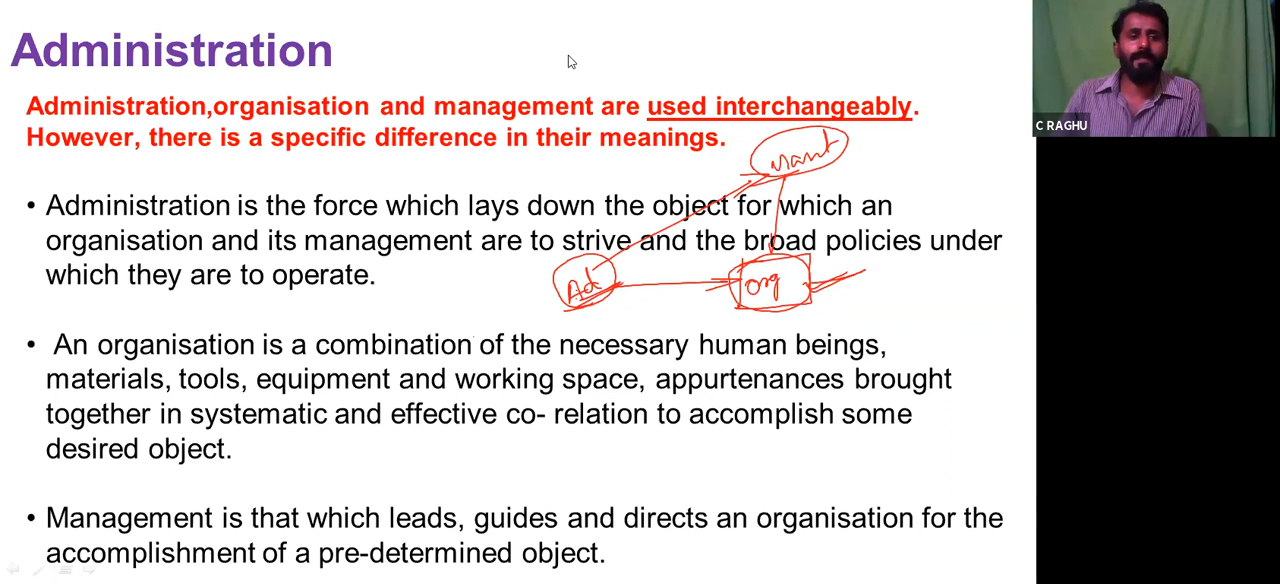 Administration
Administration,organisation and management are used interchangeably.
However, there is a specific difference in their meanings.
Mant
• Administration is the force which lays down the object for which an
organisation and its management are to strive and the broad policies under
which they are to operate.
Ad
Org
• An organisation is a combination of the necessary human beings,
materials, tools, equipment and working space, appurtenances brought
together in systematic and effective co- relation to accomplish some
desired object.
• Management is that which leads, guides and directs an organisation for the
accomplishment of a pre-determined object.
C RAGHU